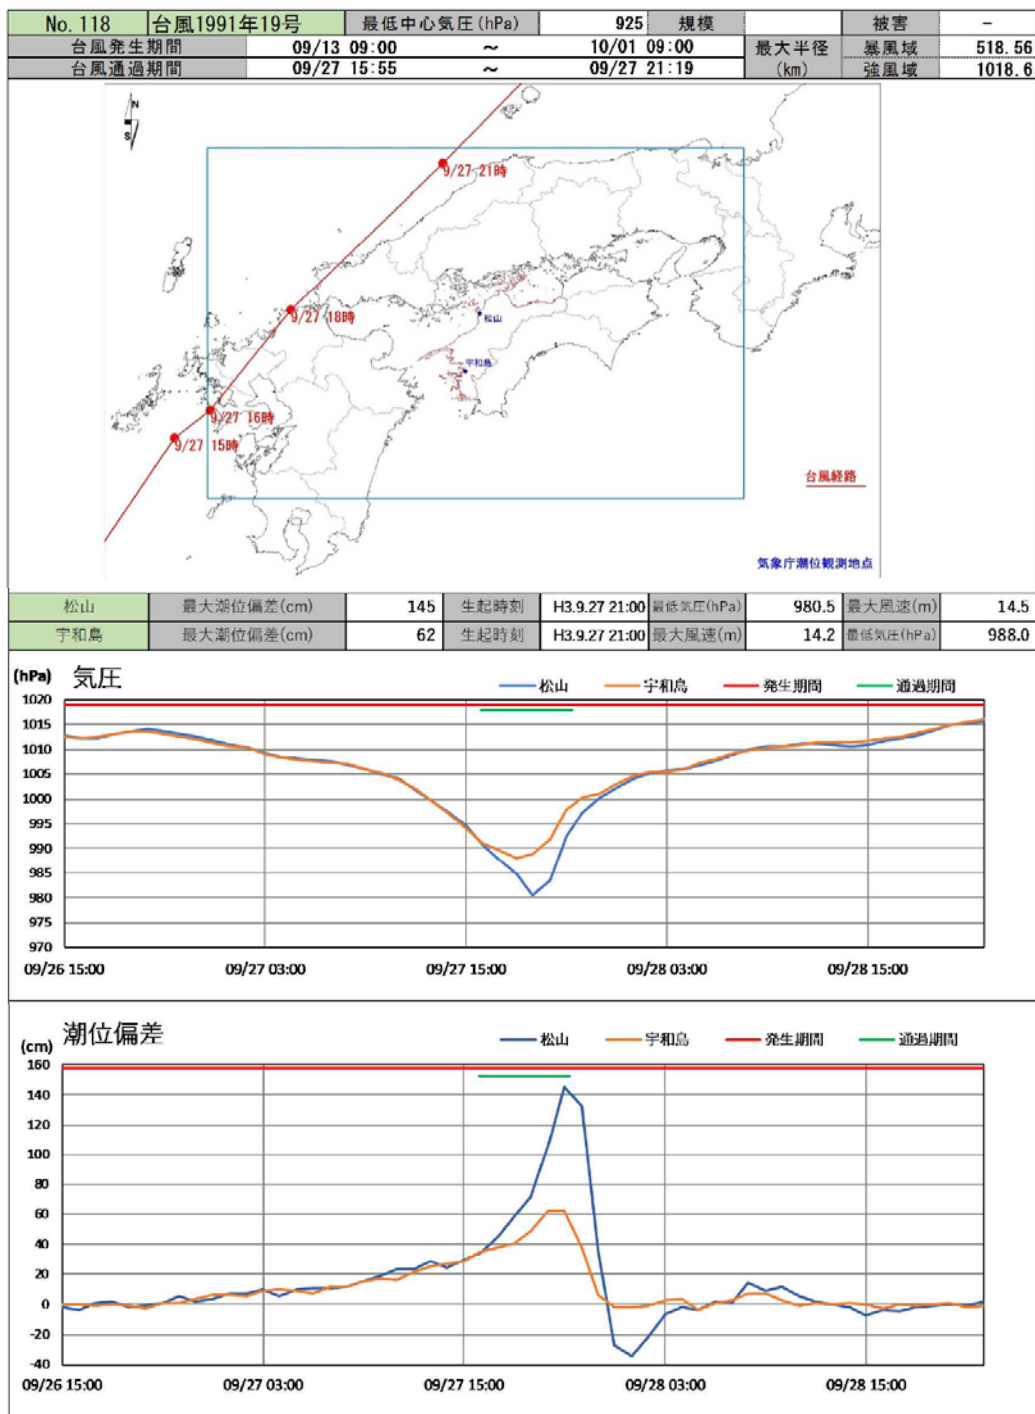 No. 118 台風1991年19号 最低中心気圧(hPa) 925 規模 被害 -
台風発生期間 09/13 09:00 ～ 10/01 09:00 最大半径 暴風域 518.56
台風通過期間 09/27 15:55 ～ 09/27 21:19 (km) 強風域 1018.6
N
S
9/27 21時
9/27 18時
松山
宇和島
9/27 16時
9/27 15時
台風経路
気象庁潮位観測地点
松山 最大潮位偏差(cm) 145 生起時刻 H3.9.27 21:00 最低気圧(hPa) 980.5 最大風速(m) 14.5
宇和島 最大潮位偏差(cm) 62 生起時刻 H3.9.27 21:00 最大風速(m) 14.2 最低気圧(hPa) 988.0
(hPa) 気圧
松山 宇和島 発生期間 通過期間
1020
1015
1010
1005
1000
995
990
985
980
975
970
09/26 15:00 09/27 03:00 09/27 15:00 09/28 03:00 09/28 15:00
(cm) 潮位偏差
松山 宇和島 発生期間 通過期間
160
140
120
100
80
60
40
20
0
-20
-40
09/26 15:00 09/27 03:00 09/27 15:00 09/28 03:00 09/28 15:00